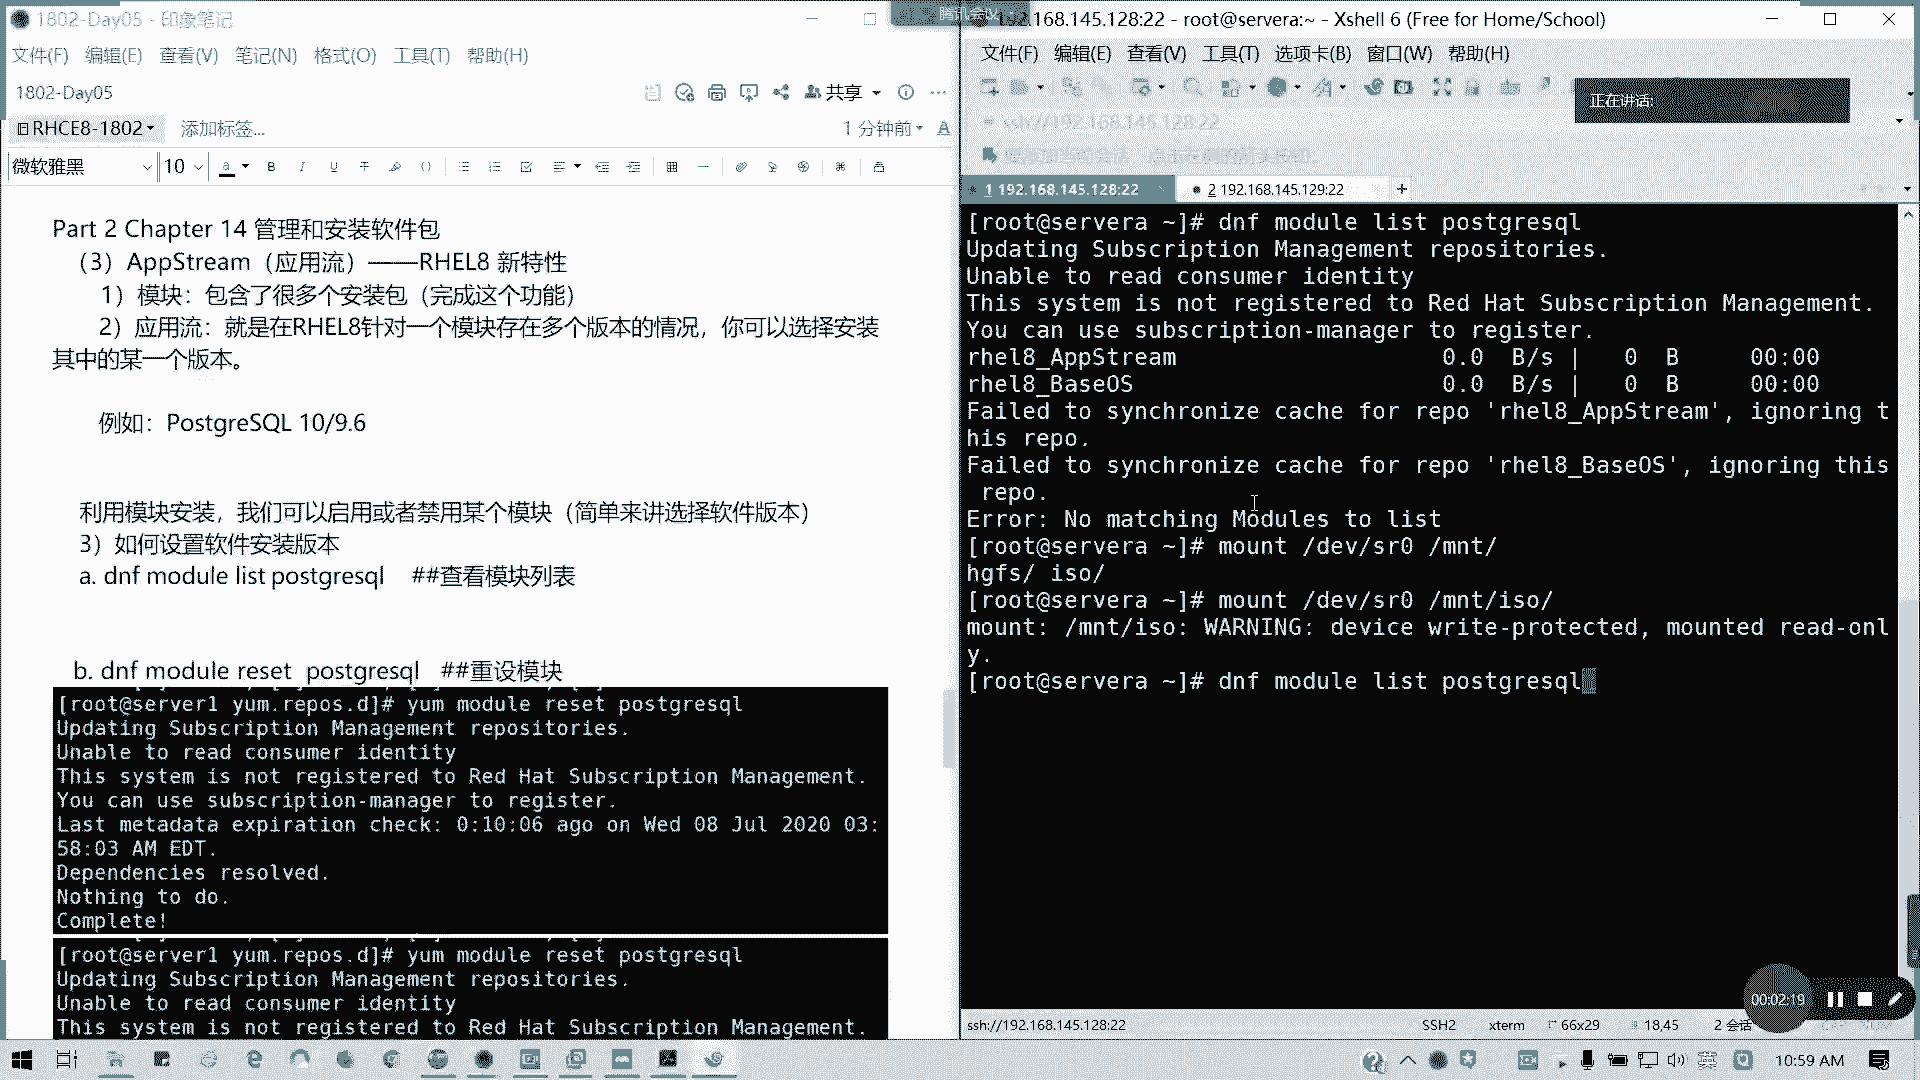 1802-Day05 - 印象笔记
文件(F) 编辑(E) 查看(V) 笔记(N) 格式(O) 工具(T) 帮助(H)
1802-Day05
共享
RHCE8-1802
添加标签...
1 分钟前
微软雅黑
10
Part 2 Chapter 14 管理和安装软件包
（3）AppStream（应用流）——RHEL8 新特性
1）模块：包含了很多个安装包（完成这个功能）
2）应用流：就是在RHEL8针对一个模块存在多个版本的情况，你可以选择安装
其中的某一个版本。
例如：PostgreSQL 10/9.6
利用模块安装，我们可以启用或者禁用某个模块（简单来讲选择软件版本）
3）如何设置软件安装版本
a. dnf module list postgresql ##查看模块列表
b. dnf module reset postgresql ##重设模块
[root@server1 yum.repos.d]# yum module reset postgresql
Updating Subscription Management repositories.
Unable to read consumer identity
This system is not registered to Red Hat Subscription Management.
You can use subscription-manager to register.
Last metadata expiration check: 0:10:06 ago on Wed 08 Jul 2020 03:
58:03 AM EDT.
Dependencies resolved.
Nothing to do.
Complete!
[root@server1 yum.repos.d]# yum module reset postgresql
Updating Subscription Management repositories.
Unable to read consumer identity
This system is not registered to Red Hat Subscription Management.
腾讯会议
192.168.145.128:22 - root@servera:~ - Xshell 6 (Free for Home/School)
文件(F) 编辑(E) 查看(V) 工具(T) 选项卡(B) 窗口(W) 帮助(H)
正在讲话:
ssh://192.168.145.128:22
要添加当前会话，点击左侧的箭头按钮。
1 192.168.145.128:22
2 192.168.145.129:22
[root@servera ~]# dnf module list postgresql
Updating Subscription Management repositories.
Unable to read consumer identity
This system is not registered to Red Hat Subscription Management.
You can use subscription-manager to register.
rhel8_AppStream 0.0 B/s | 0 B 00:00
rhel8_BaseOS 0.0 B/s | 0 B 00:00
Failed to synchronize cache for repo 'rhel8_AppStream', ignoring t
his repo.
Failed to synchronize cache for repo 'rhel8_BaseOS', ignoring this
repo.
Error: No matching Modules to list
[root@servera ~]# mount /dev/sr0 /mnt/
hgfs/ iso/
[root@servera ~]# mount /dev/sr0 /mnt/iso/
mount: /mnt/iso: WARNING: device write-protected, mounted read-onl
y.
[root@servera ~]# dnf module list postgresql
00:02:19
ssh://192.168.145.128:22
SSH2
xterm
66x29
18,45
2 会话
英
10:59 AM